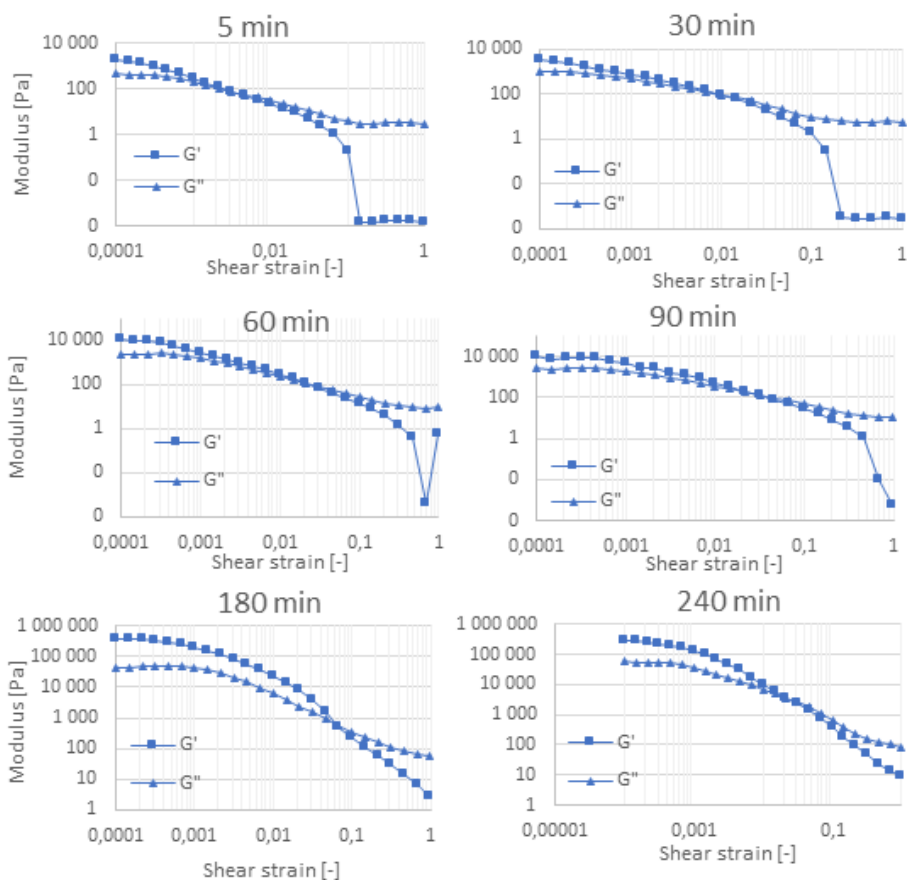 5 min
Modulus [Pa]
10 000
100
1
0
0
G'
G"
0,0001
0,01
1
Shear strain [-]
30 min
10 000
100
1
0
0
G'
G"
0,0001
0,001
0,01
0,1
1
Shear strain [-]
60 min
Modulus [Pa]
10 000
100
1
0
0
G'
G"
0,0001
0,001
0,01
0,1
1
Shear strain [-]
90 min
10 000
100
1
0
0
G'
G"
0,0001
0,001
0,01
0,1
1
Shear strain [-]
180 min
Modulus [Pa]
1 000 000
100 000
10 000
1 000
100
10
1
G'
G"
0,0001
0,001
0,01
0,1
1
Shear strain [-]
240 min
1 000 000
100 000
10 000
1 000
100
10
1
G'
G"
0,00001
0,001
0,1
Shear strain [-]